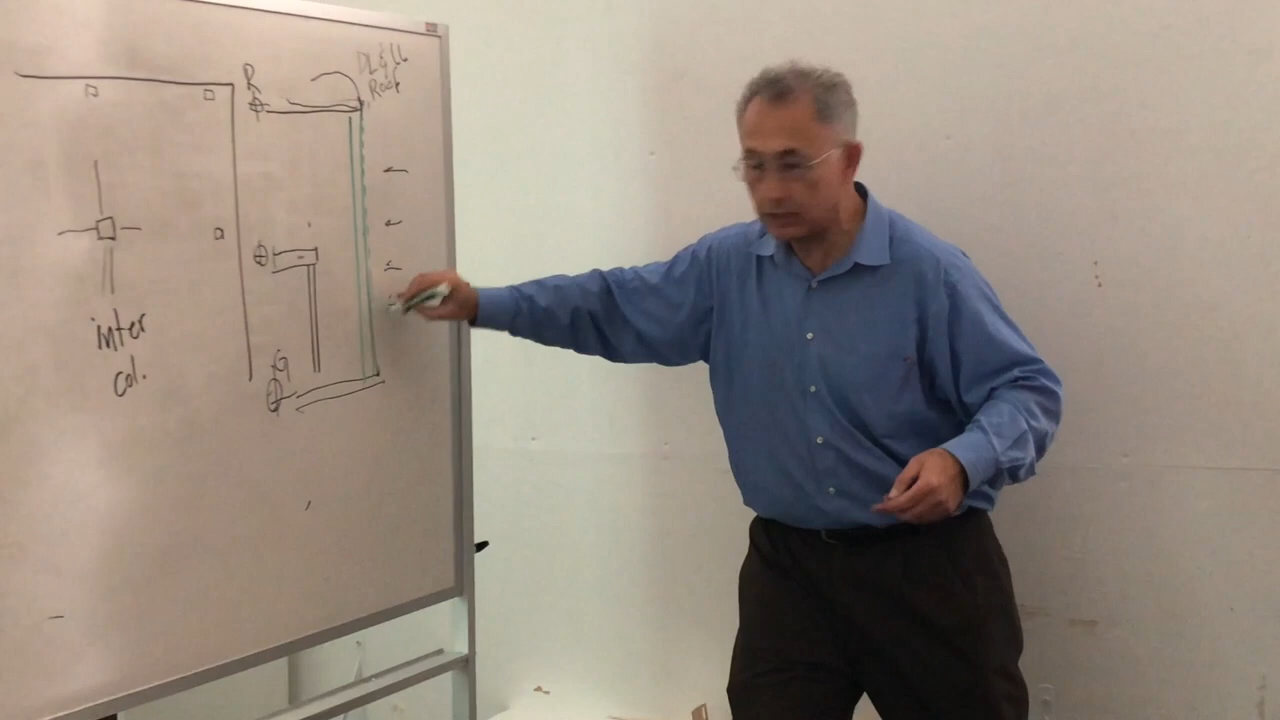 inter
col.
R
DL & LL
Roof
G